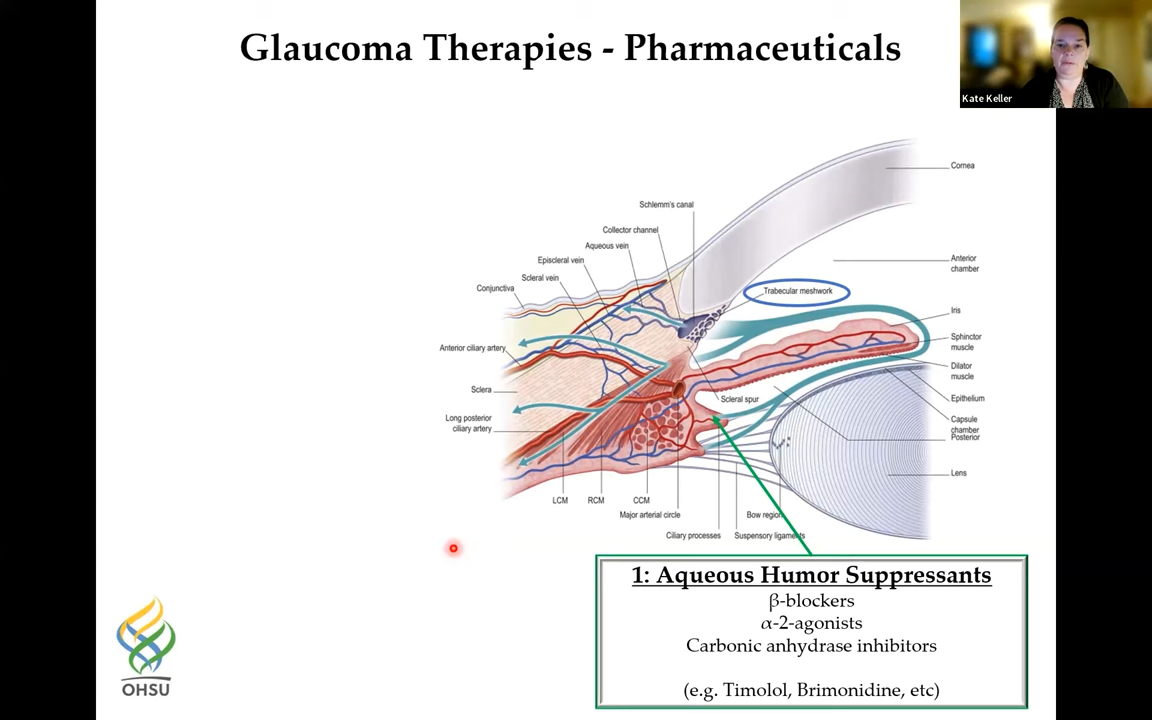 Glaucoma Therapies - Pharmaceuticals
Kate Keller
Cornea
Schlemm's canal
Collector channel
Aqueous vein
Episcleral vein
Scleral vein
Conjunctiva
Anterior
chamber
Trabecular meshwork
Iris
Sphinctor
muscle
Anterior ciliary artery
Dilator
muscle
Sclera
Scleral spur
Epithelium
Long posterior
ciliary artery
Capsule
chamber
Posterior
Lens
LCM
RCM
CCM
Major arterial circle
Bow region
Ciliary processes
Suspensory ligaments
1: Aqueous Humor Suppressants
β-blockers
α-2-agonists
Carbonic anhydrase inhibitors
(e.g. Timolol, Brimonidine, etc)
OHSU